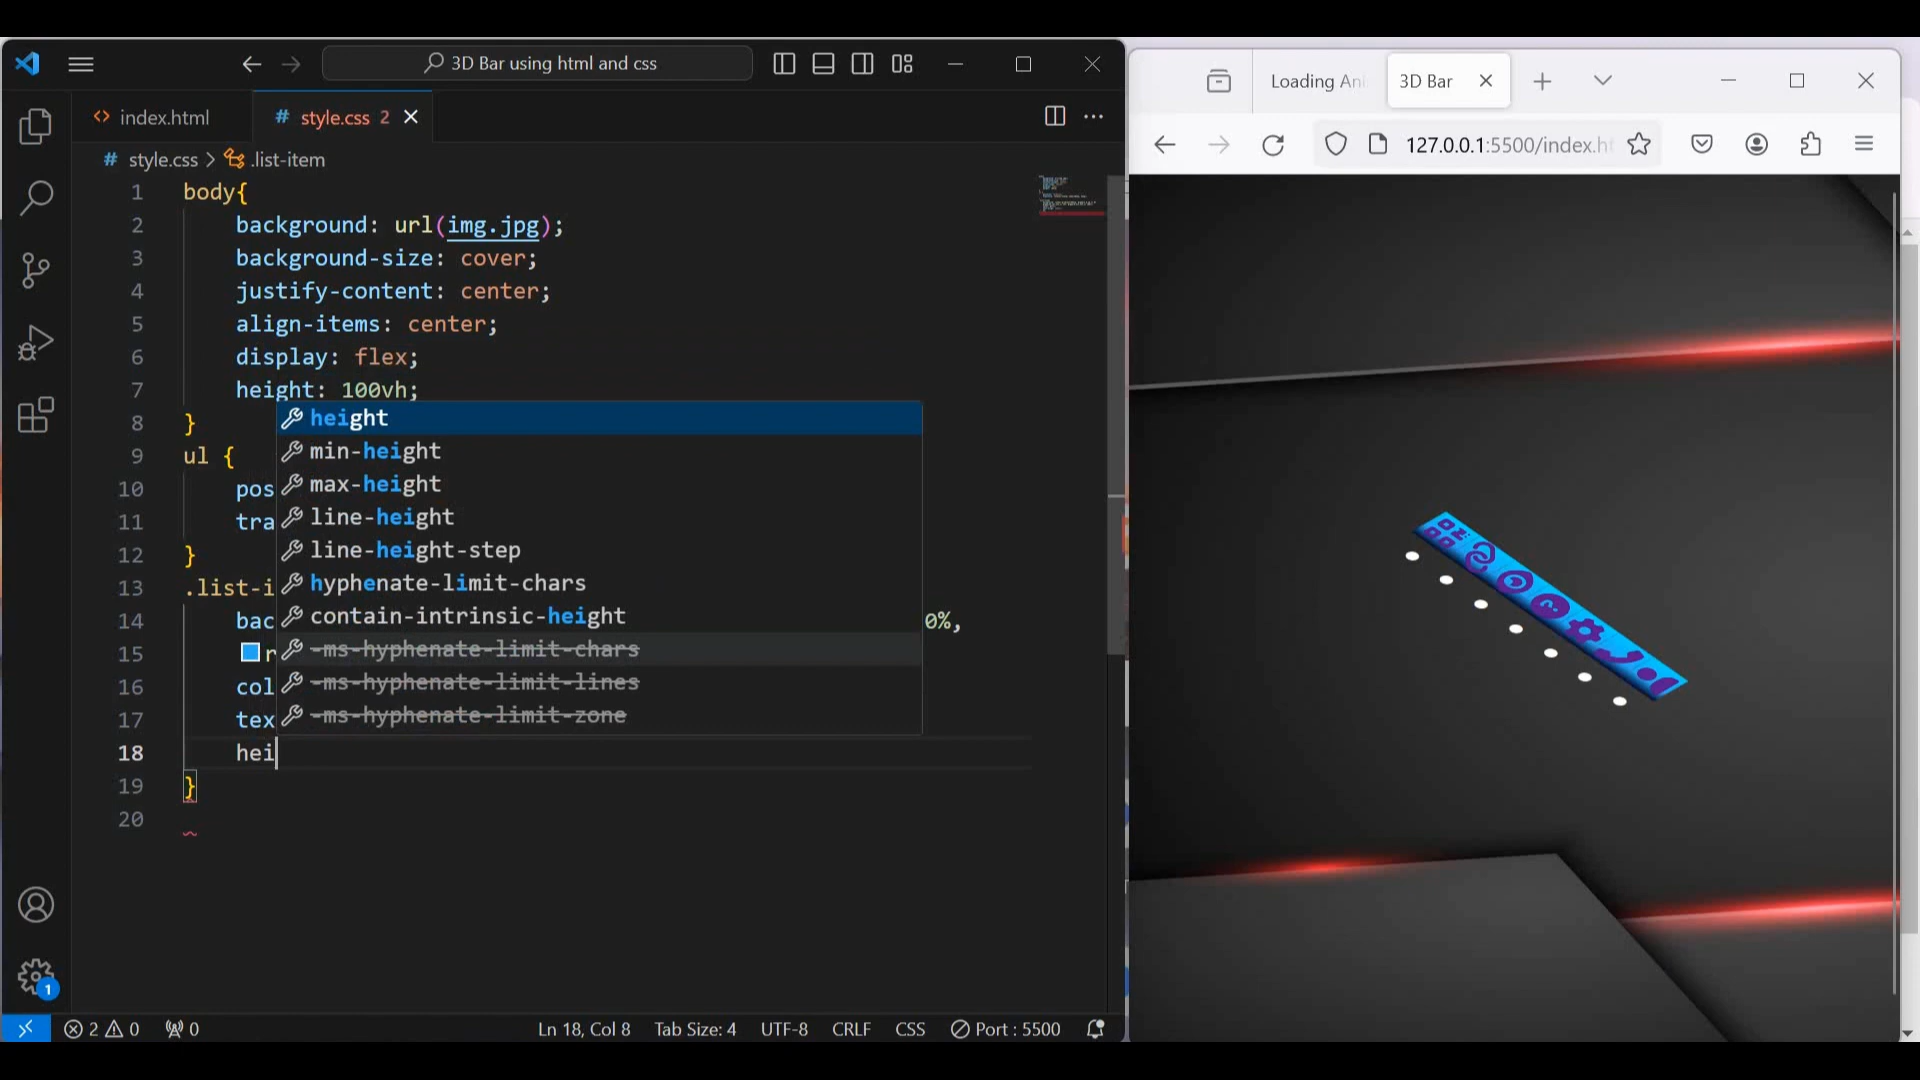 3D Bar using html and css
index.html
style.css 2
style.css > .list-item
1 body{
2 background: url(img.jpg);
3 background-size: cover;
4 justify-content: center;
5 align-items: center;
6 display: flex;
7 height: 100vh;
8 }
9 ul {
10 pos
11 tra
12 }
13 .list-i
14 bac 0%,
15 r
16 col
17 tex
18 hei
19 }
20
height
min-height
max-height
line-height
line-height-step
hyphenate-limit-chars
contain-intrinsic-height
-ms-hyphenate-limit-chars
-ms-hyphenate-limit-lines
-ms-hyphenate-limit-zone
1
2 0 0 Ln 18, Col 8 Tab Size: 4 UTF-8 CRLF CSS Port : 5500
Loading Ani
3D Bar
127.0.0.1:5500/index.h